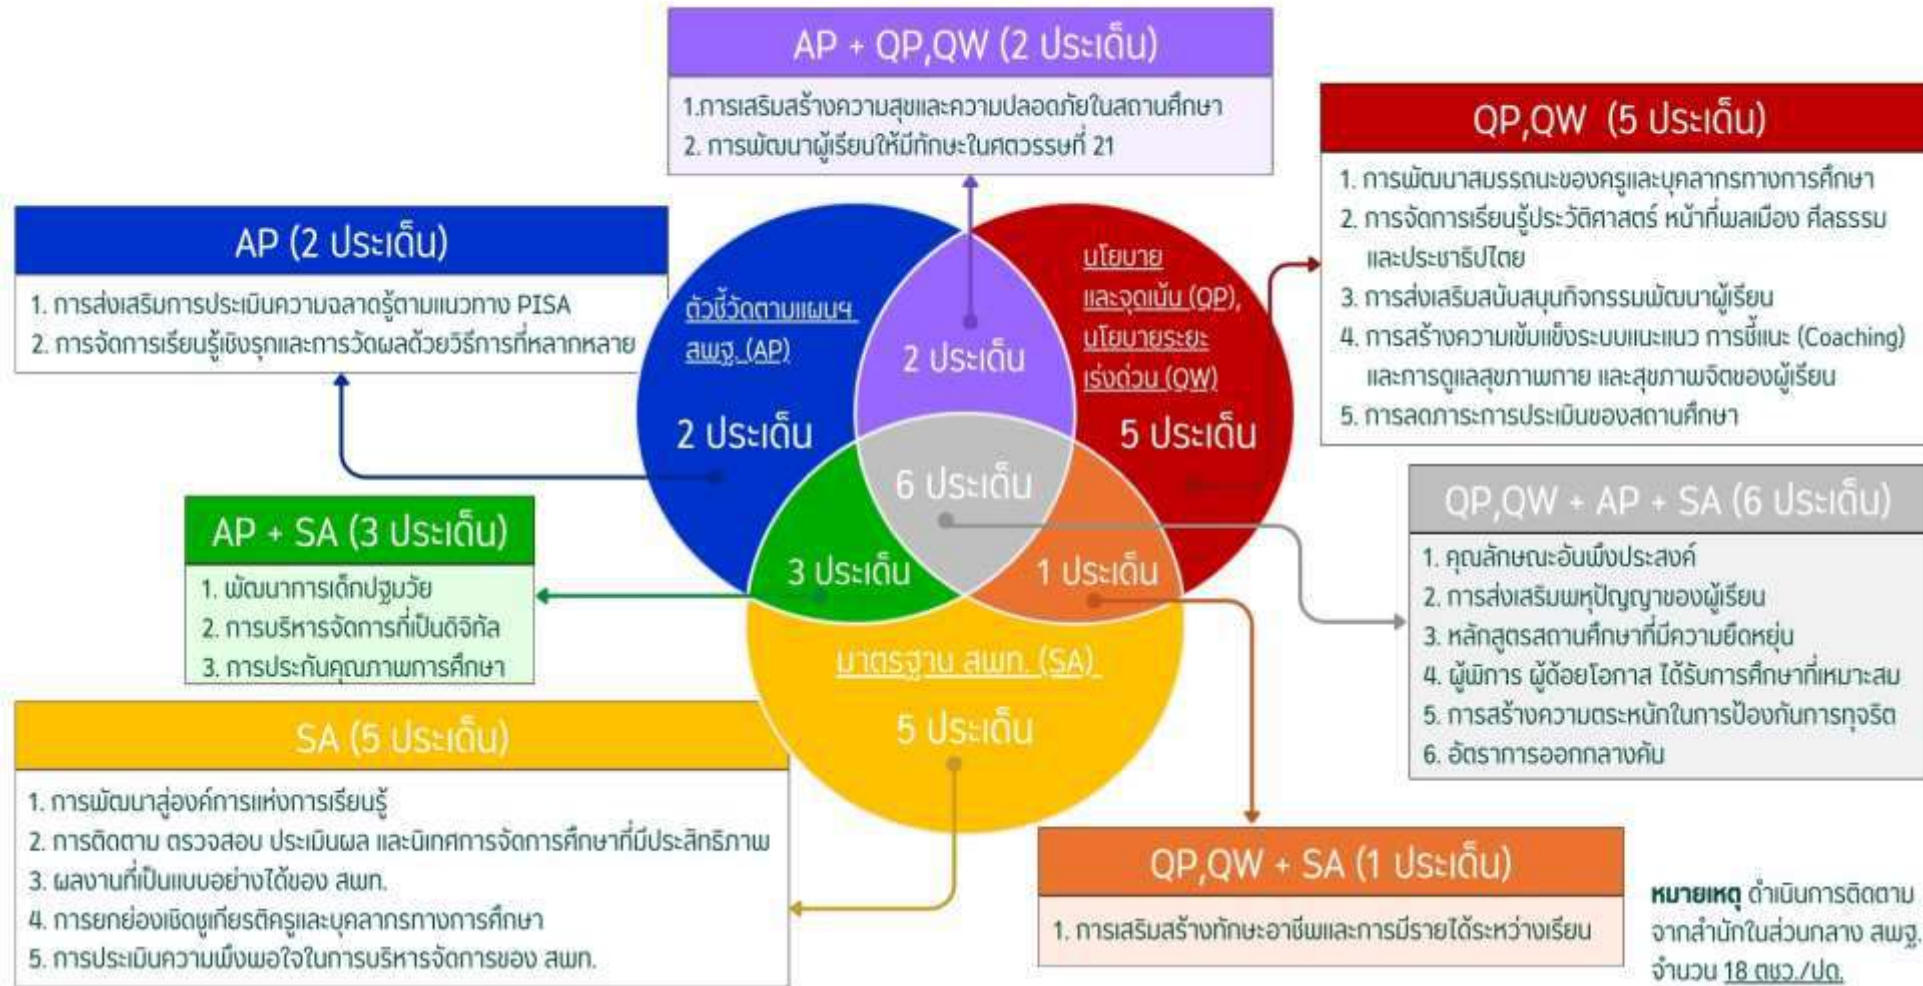 AP + QP,QW (2 ประเด็น)
1.การเสริมสร้างความสุขและความปลอดภัยในสถานศึกษา
2. การพัฒนาผู้เรียนให้มีทักษะในศตวรรษที่ 21
QP,QW (5 ประเด็น)
1. การพัฒนาสมรรถนะของครูและบุคลากรทางการศึกษา
2. การจัดการเรียนรู้ประวัติศาสตร์ หน้าที่พลเมือง ศีลธรรม
และประชาธิปไตย
3. การส่งเสริมสนับสนุนกิจกรรมพัฒนาผู้เรียน
4. การสร้างความเข้มแข็งระบบแนะแนว การชี้แนะ (Coaching)
และการดูแลสุขภาพกาย และสุขภาพจิตของผู้เรียน
5. การลดภาระการประเมินของสถานศึกษา
AP (2 ประเด็น)
1. การส่งเสริมการประเมินความฉลาดรู้ตามแนวทาง PISA
2. การจัดการเรียนรู้เชิงรุกและการวัดผลด้วยวิธีการที่หลากหลาย
ตัวชี้วัดตามแผนฯ
สพฐ. (AP)
2 ประเด็น
2 ประเด็น
นโยบาย
และจุดเน้น (QP),
นโยบายระยะ
เร่งด่วน (QW)
5 ประเด็น
6 ประเด็น
3 ประเด็น
1 ประเด็น
มาตรฐาน สพท. (SA)
5 ประเด็น
AP + SA (3 ประเด็น)
1. พัฒนาการเด็กปฐมวัย
2. การบริหารจัดการที่เป็นดิจิทัล
3. การประกันคุณภาพการศึกษา
QP,QW + AP + SA (6 ประเด็น)
1. คุณลักษณะอันพึงประสงค์
2. การส่งเสริมพหุปัญญาของผู้เรียน
3. หลักสูตรสถานศึกษาที่มีความยืดหยุ่น
4. ผู้พิการ ผู้ด้อยโอกาส ได้รับการศึกษาที่เหมาะสม
5. การสร้างความตระหนักในการป้องกันการทุจริต
6. อัตราการออกกลางคัน
SA (5 ประเด็น)
1. การพัฒนาสู่องค์การแห่งการเรียนรู้
2. การติดตาม ตรวจสอบ ประเมินผล และนิเทศการจัดการศึกษาที่มีประสิทธิภาพ
3. ผลงานที่เป็นแบบอย่างได้ของ สพท.
4. การยกย่องเชิดชูเกียรติครูและบุคลากรทางการศึกษา
5. การประเมินความพึงพอใจในการบริหารจัดการของ สพท.
QP,QW + SA (1 ประเด็น)
1. การเสริมสร้างทักษะอาชีพและการมีรายได้ระหว่างเรียน
หมายเหตุ ดำเนินการติดตาม
จากสำนักในส่วนกลาง สพฐ.
จำนวน 18 ตชว./ปด.